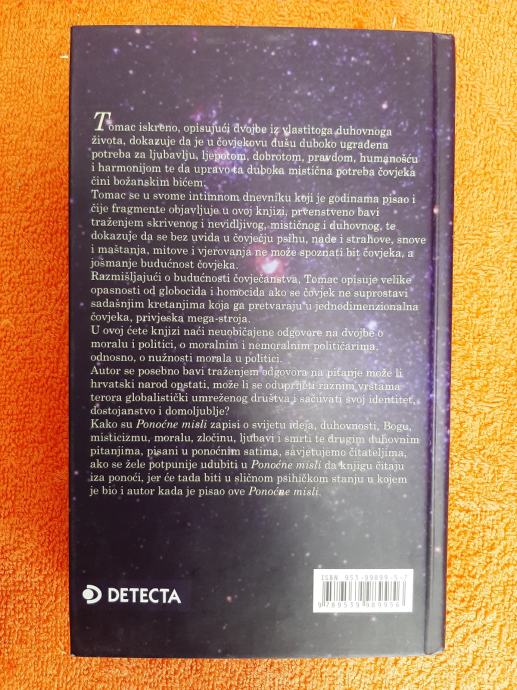 Tomac iskreno, opisujući dvojbe iz vlastitoga duhovnoga
života, dokazuje da je u čovjekovu dušu duboko ugrađena
potreba za ljubavlju, ljepotom, dobrotom, pravdom, humanošću
i harmonijom te da upravo ta duboka mistična potreba čovjeka
čini božanskim bićem.
Tomac se u svome intimnom dnevniku koji je godinama pisao i
čije fragmente objavljuje u ovoj knjizi, prvenstveno bavi
traženjem skrivenog i nevidljivog, mističnog i duhovnog, te
dokazuje da se bez uvida u čovječju psihu, nade i strahove, snove
i maštanja, mitove i vjerovanja ne može spoznati bit čovjeka, a
još manje budućnost čovjeka.
Razmišljajući o budućnosti čovječanstva, Tomac opisuje velike
opasnosti od globocida i homocida ako se čovjek ne suprostavi
sadašnjim kretanjima koja ga pretvaraju u jednodimenzionalna
čovjeka, privjeska mega-stroja.
U ovoj ćete knjizi naći neuobičajene odgovore na dvojbe o
moralu i politici, o moralnim i nemoralnim političarima,
odnosno, o nužnosti morala u politici.
Autor se posebno bavi traženjem odgovora na pitanje može li
hrvatski narod opstati, može li se oduprijeti raznim vrstama
terora globalistički umreženog društva i sačuvati svoj identitet,
dostojanstvo i domoljublje?
Kako su Ponoćne misli zapisi o svijetu ideja, duhovnosti, Bogu,
misticizmu, moralu, zločinu, ljubavi i smrti te drugim duhovnim
pitanjima, pisani u ponoćnim satima, savjetujemo čitateljima,
ako se žele potpunije udubiti u Ponoćne misli da knjigu čitaju
iza ponoći, jer će tada biti u sličnom psihičkom stanju u kojem
je bio i autor kada je pisao ove Ponoćne misli.
ISBN 953-99899-5-7
9789539989956
DETECTA